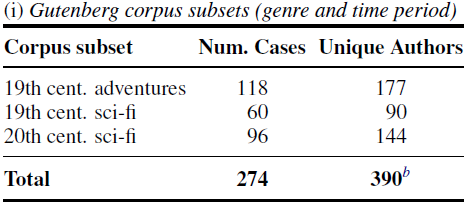 (i) Gutenberg corpus subsets (genre and time period)
Corpus subset Num. Cases Unique Authors
19th cent. adventures 118 177
19th cent. sci-fi 60 90
20th cent. sci-fi 96 144
Total 274 390b